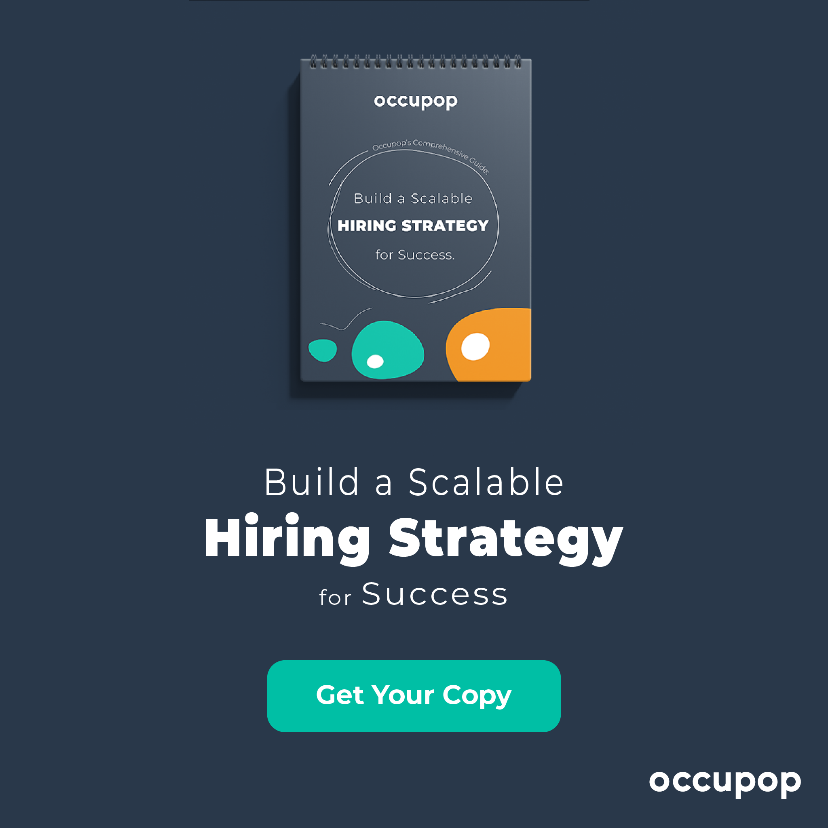 occupop
Occupop's Comprehensive Guide:
Build a Scalable
HIRING STRATEGY
for Success.
Build a Scalable
Hiring Strategy
for Success
Get Your Copy
occupop